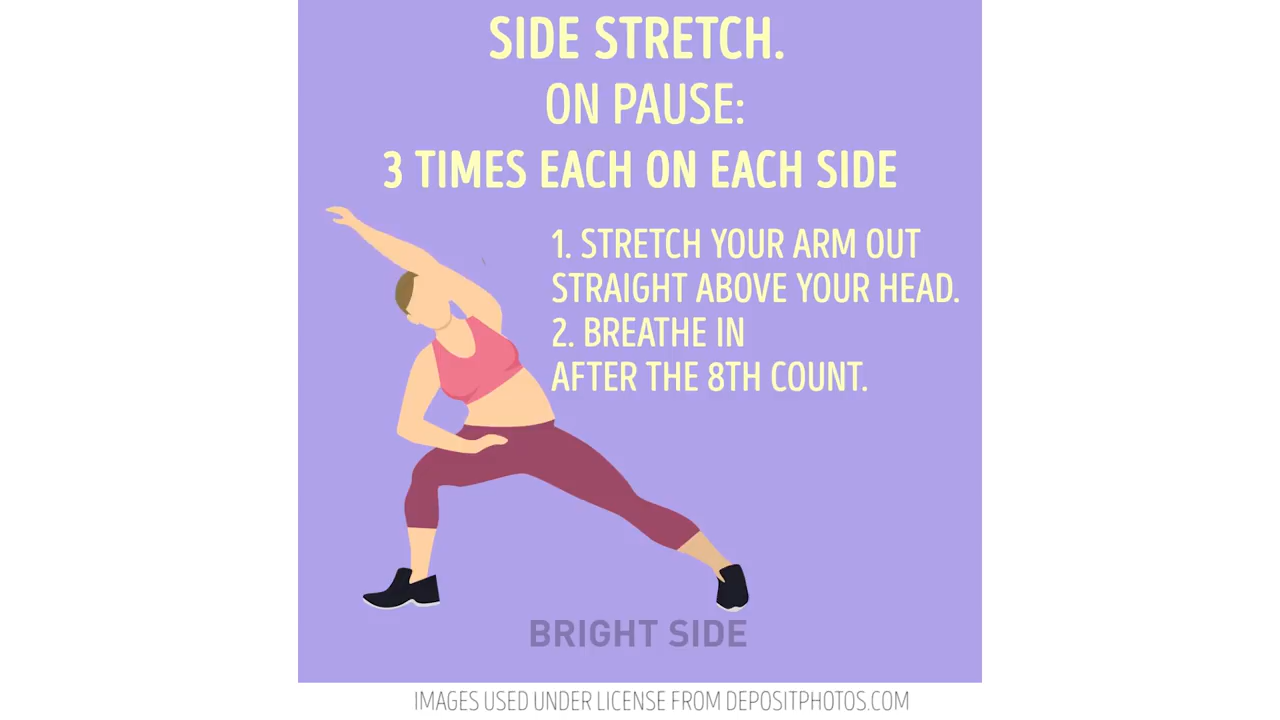 SIDE STRETCH.
ON PAUSE:
3 TIMES EACH ON EACH SIDE
1. STRETCH YOUR ARM OUT
STRAIGHT ABOVE YOUR HEAD.
2. BREATHE IN
AFTER THE 8TH COUNT.
BRIGHT SIDE
IMAGES USED UNDER LICENSE FROM DEPOSITPHOTOS.COM